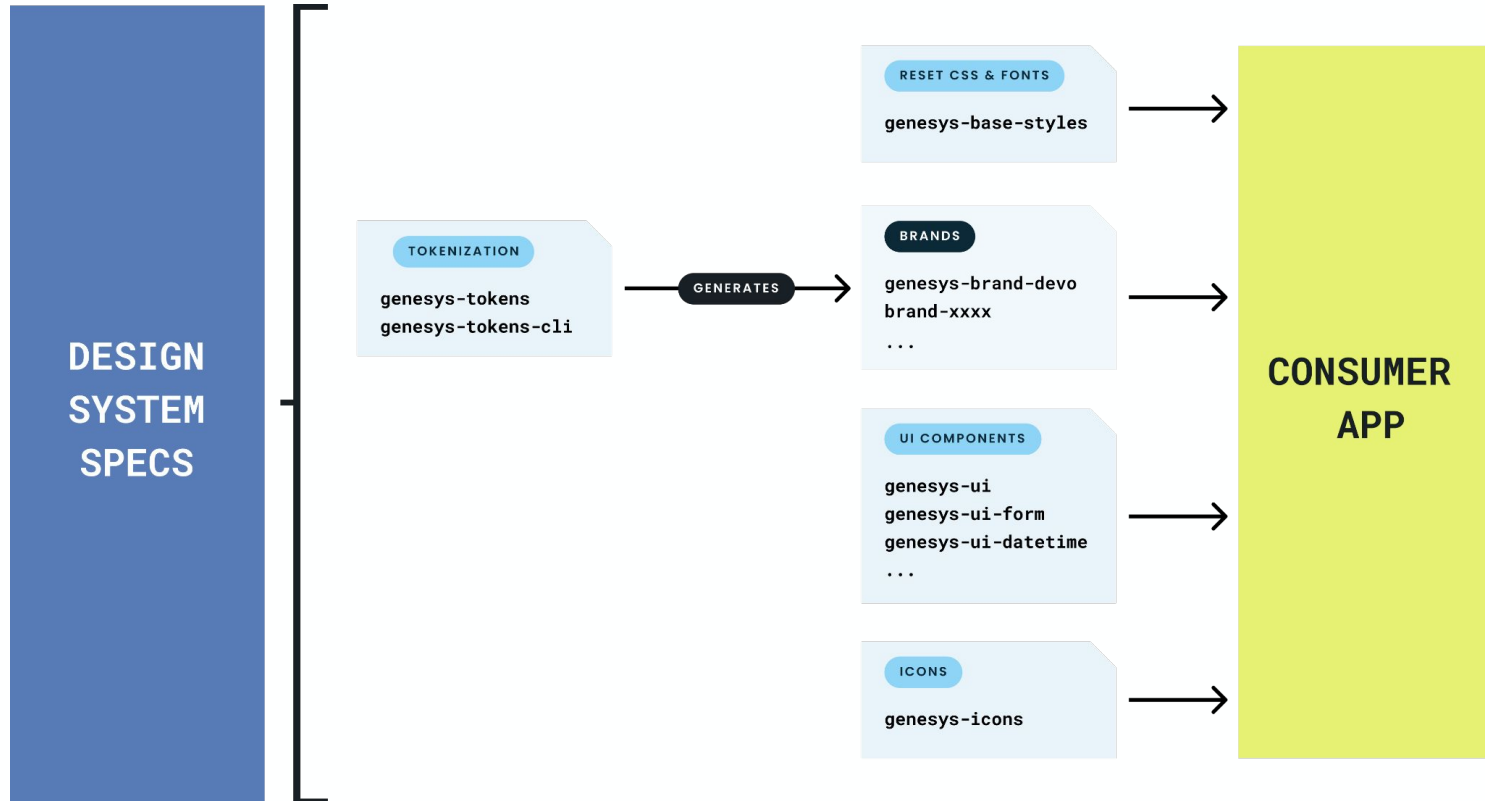 DESIGN
SYSTEM
SPECS
TOKENIZATION
genesys-tokens
genesys-tokens-cli
GENERATES
RESET CSS & FONTS
genesys-base-styles
BRANDS
genesys-brand-devo
brand-xxxx
...
UI COMPONENTS
genesys-ui
genesys-ui-form
genesys-ui-datetime
...
ICONS
genesys-icons
CONSUMER
APP